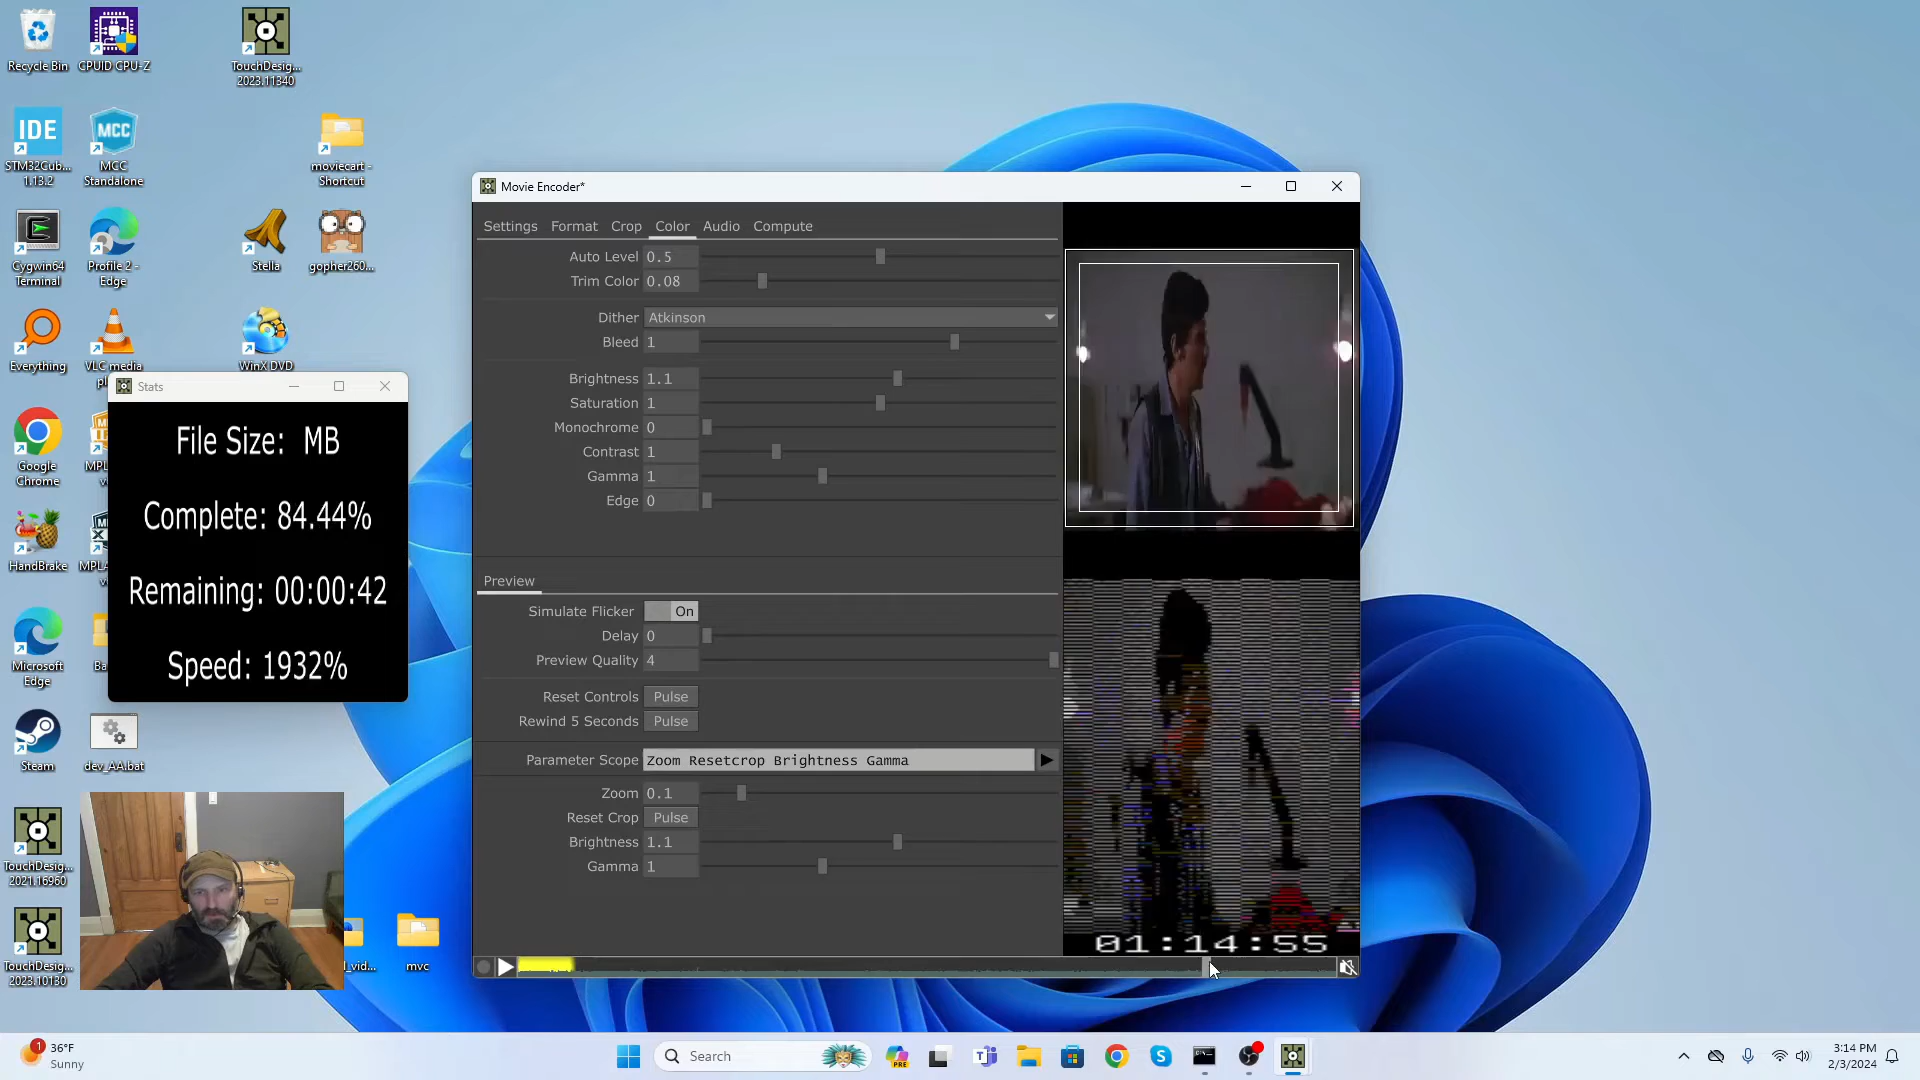 Recycle Bin
CPUID CPU-Z
TouchDesig...
2023.11340
IDE
STM32Cub...
1.13.2
MCC
MCC
Standalone
moviecart -
Shortcut
Cygwin64
Terminal
Profile 2 -
Edge
Stella
gopher260...
Everything
VLC media
WinX DVD
Google
Chrome
HandBrake
Microsoft
Edge
Steam
dev_AA.bat
TouchDesig...
2021.16960
TouchDesig...
2023.10130
mvc
Stats
File Size: MB
Complete: 84.44%
Remaining: 00:00:42
Speed: 1932%
Movie Encoder*
Settings Format Crop Color Audio Compute
Auto Level 0.5
Trim Color 0.08
Dither Atkinson
Bleed 1
Brightness 1.1
Saturation 1
Monochrome 0
Contrast 1
Gamma 1
Edge 0
Preview
Simulate Flicker On
Delay 0
Preview Quality 4
Reset Controls Pulse
Rewind 5 Seconds Pulse
Parameter Scope Zoom Resetcrop Brightness Gamma
Zoom 0.1
Reset Crop Pulse
Brightness 1.1
Gamma 1
01:14:55
1
36°F
Sunny
Search
PRE
3:14 PM
2/3/2024